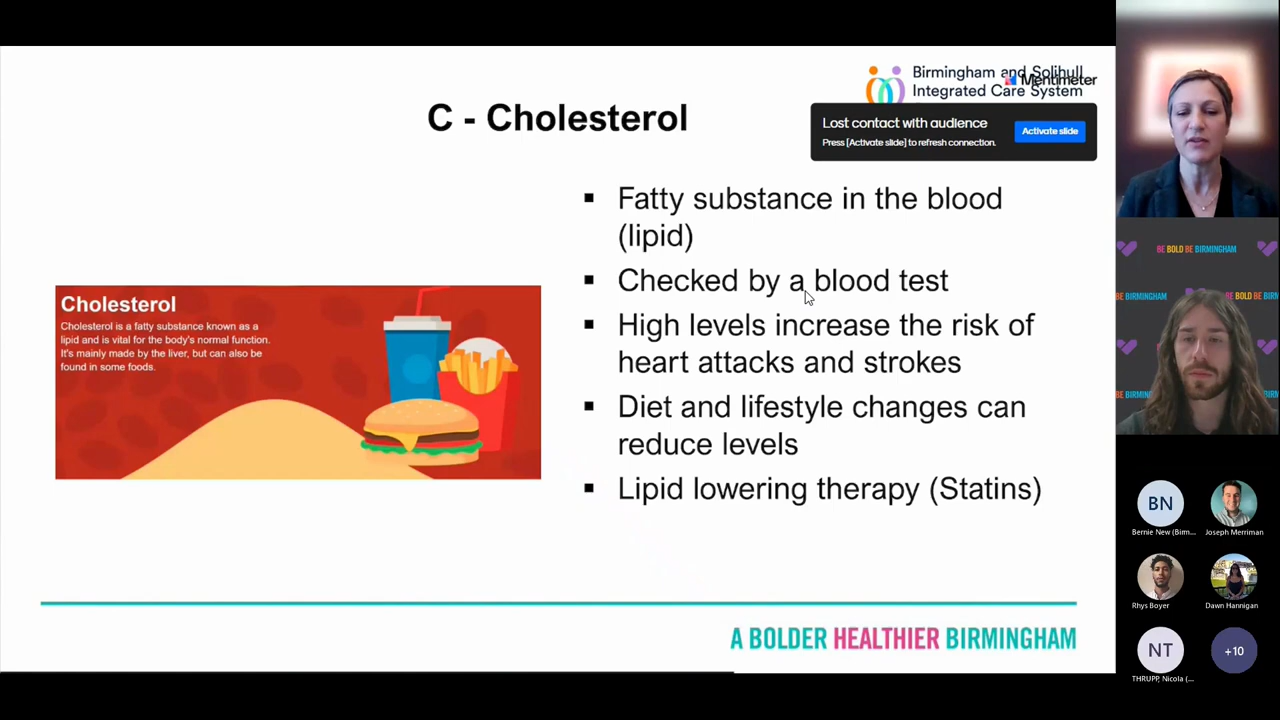 Birmingham and Solihull
Mentimeter
Integrated Care System
C - Cholesterol
Lost contact with audience
Press [Activate slide] to refresh connection.
Activate slide
Fatty substance in the blood
(lipid)
Checked by a blood test
High levels increase the risk of
heart attacks and strokes
Diet and lifestyle changes can
reduce levels
Lipid lowering therapy (Statins)
Cholesterol
Cholesterol is a fatty substance known as a
lipid and is vital for the body's normal function.
It's mainly made by the liver, but can also be
found in some foods.
A BOLDER HEALTHIER BIRMINGHAM
BE BOLD BE BIRMINGHAM
BE BIRMINGHAM
BE BOLD BE BIRM
BE BIRMINGHAM
BN
Bernie New (Birm...
Joseph Merriman
Rhys Boyer
Dawn Hannigan
NT
THRUPP, Nicola (...
+10